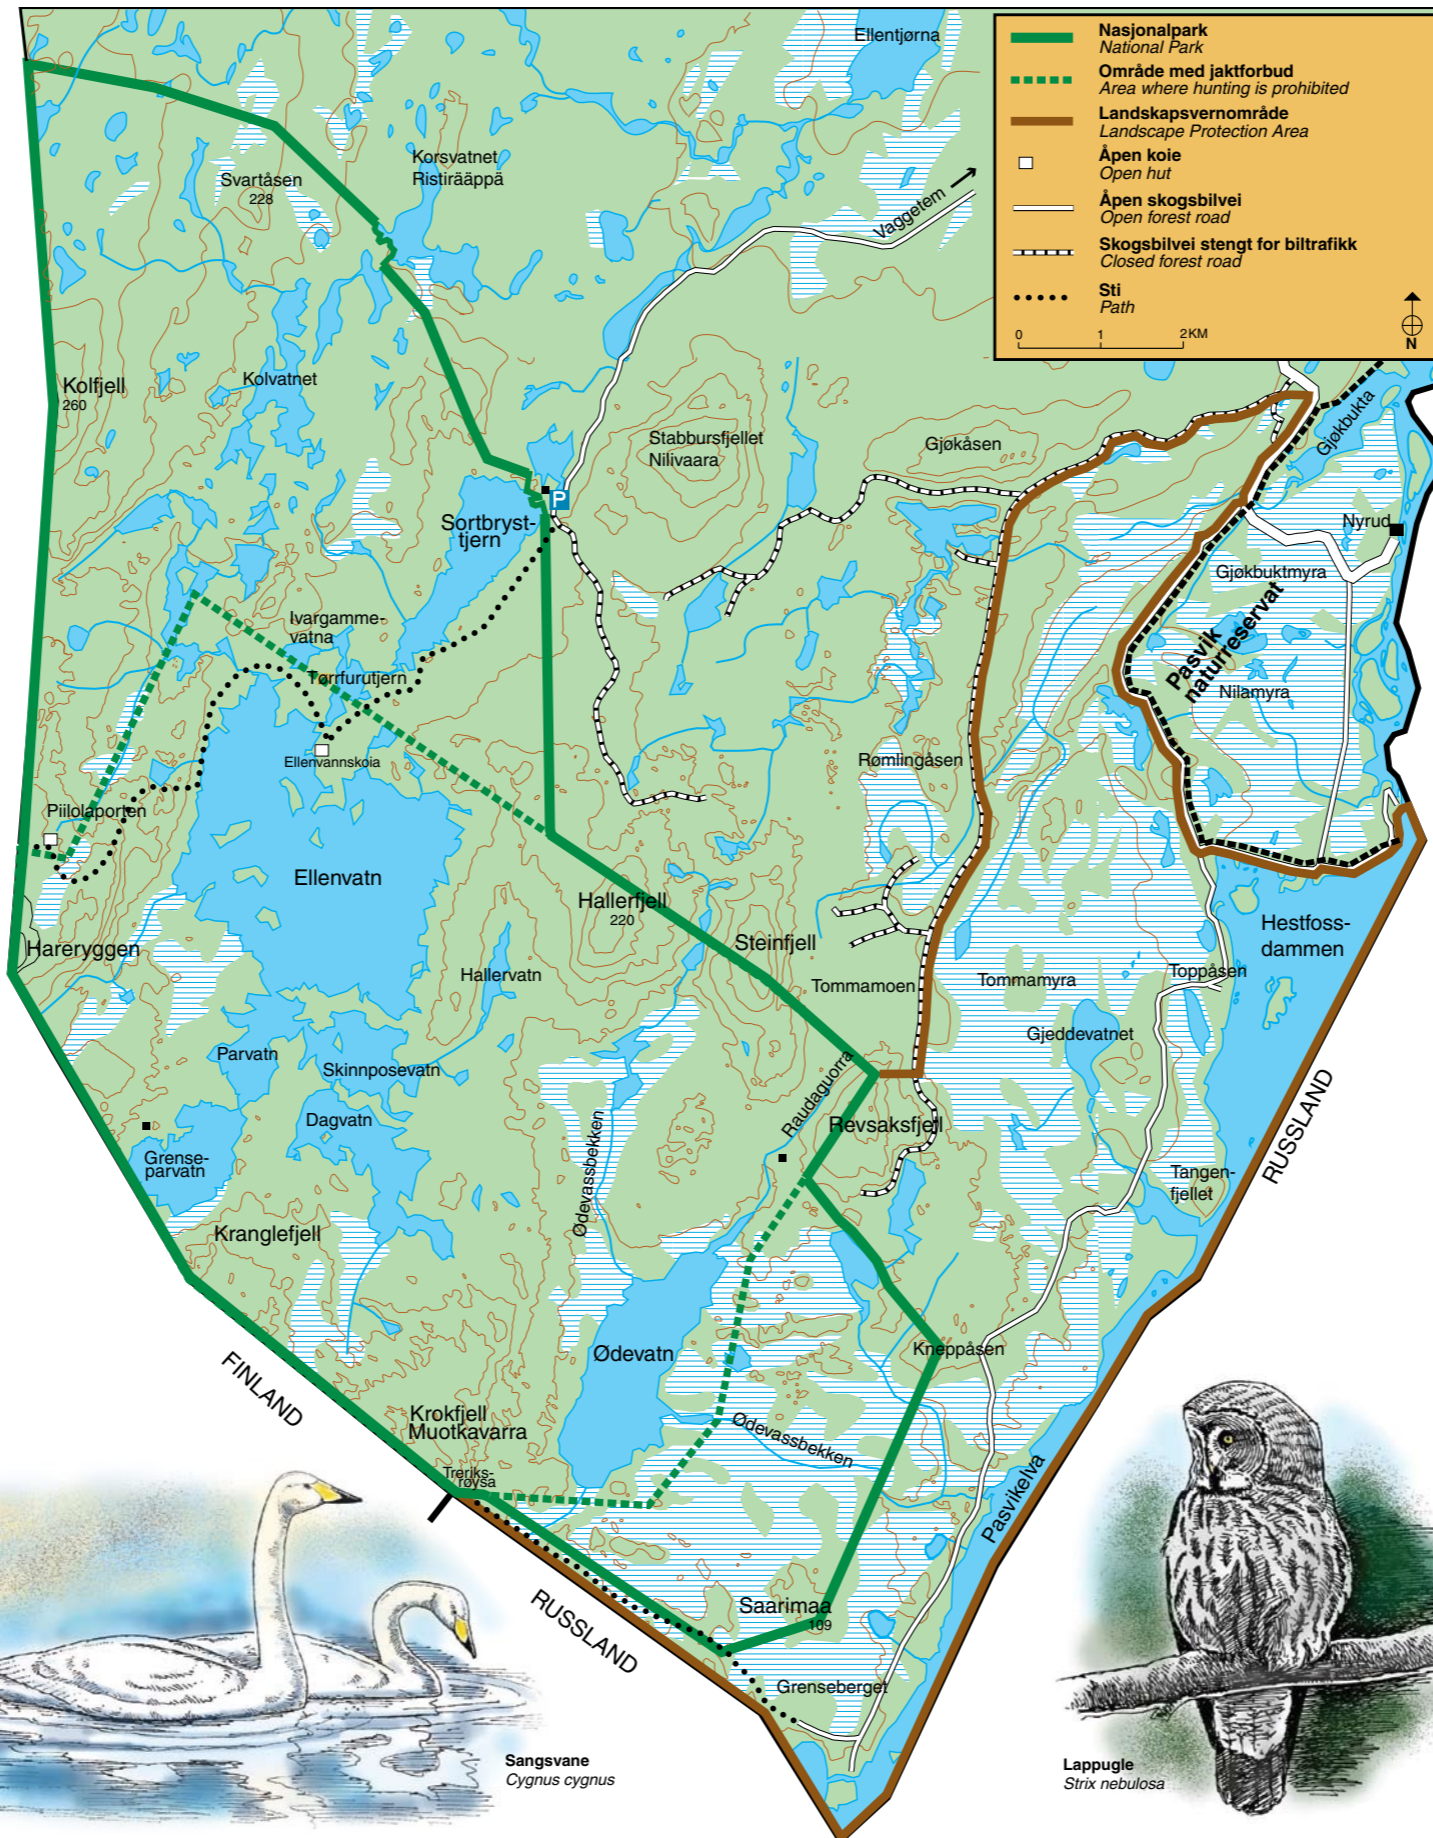 Nasjonalpark
National Park
Område med jaktforbud
Area where hunting is prohibited
Landskapsvernområde
Landscape Protection Area
Åpen koie
Open hut
Åpen skogsbilvei
Open forest road
Skogsbilvei stengt for biltrafikk
Closed forest road
Sti
Path
0 1 2KM
N
Ellentjørna
Korsvatnet
Ristirääppä
Svartåsen
228
Vaggetem
Kolfjell
260
Kolvatnet
Stabbursfjellet
Nilivaara
Gjøkåsen
Gjøkbukta
P
Sortbryst-
tjern
Nyrud
Gjøkbuktmyra
Pasvik
naturreservat
Nilamyra
Ivargamme-
vatna
Tørrfurutjern
Ellenvannskoia
Rømlingåsen
Piilolaporten
Ellenvatn
Hallerfjell
220
Steinfjell
Hareryggen
Hallervatn
Tommamoen
Tommamyra
Toppåsen
Hestfoss-
dammen
Gjeddevatnet
Parvatn
Skinnposevatn
Dagvatn
Raudaguorra
Revsaksfjell
Grense-
parvatn
Ødevassbekken
Tangen-
fjellet
RUSSLAND
Kranglefjell
Ødevatn
Kneppåsen
FINLAND
Krokfjell
Muotkavarra
Ødevassbekken
Treriks-
røysa
Pasvikelva
Saarimaa
109
RUSSLAND
Grenseberget
Sangsvane
Cygnus cygnus
Lappugle
Strix nebulosa